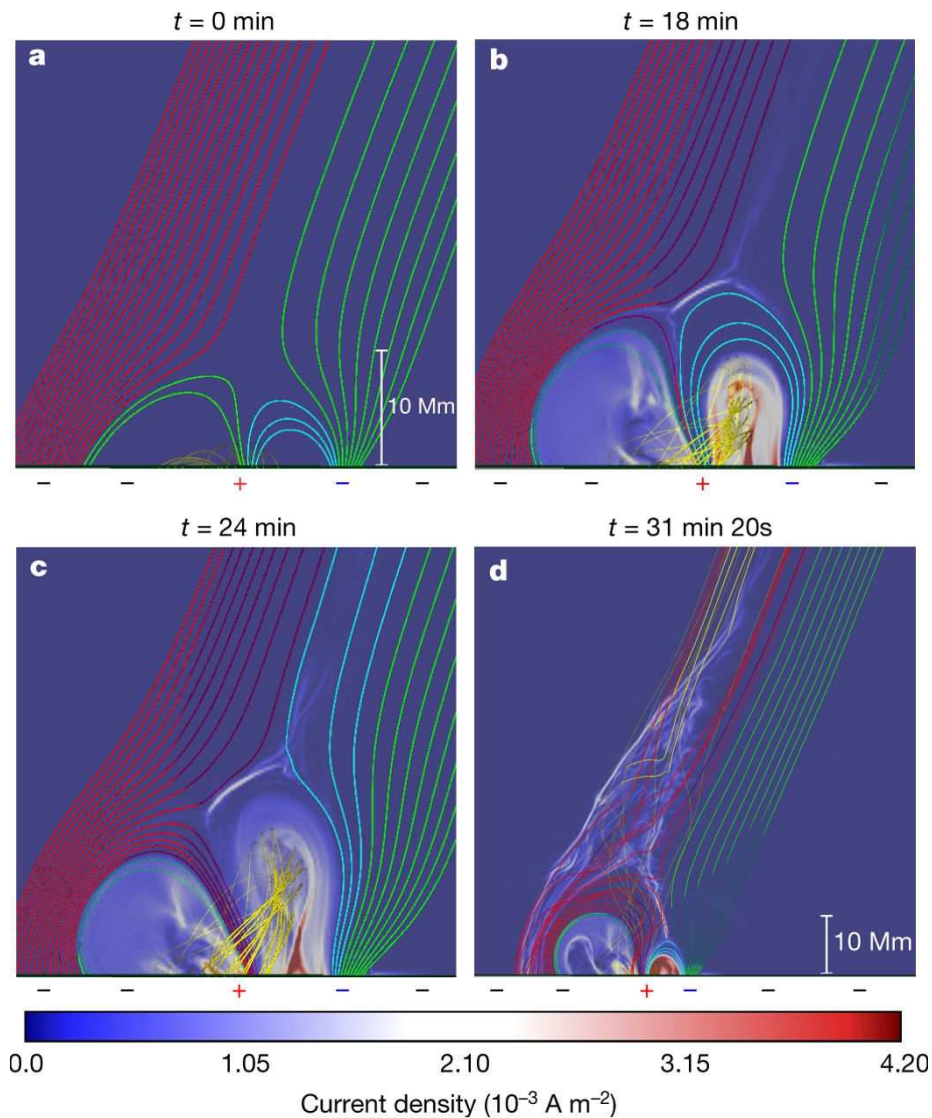 t = 0 min
t = 18 min
a
b
10 Mm
− − + − −
− − + − −
t = 24 min
t = 31 min 20s
c
d
10 Mm
− − + − −
− − + − − −
0.0 1.05 2.10 3.15 4.20
Current density (10⁻³ A m⁻²)